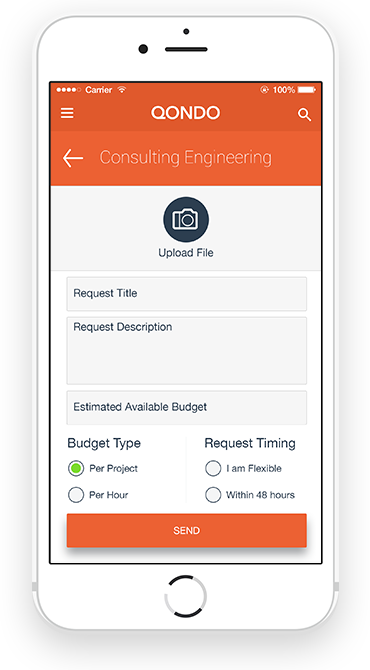 Carrier 100%
QONDO
Consulting Engineering
Upload File
Request Title
Request Description
Estimated Available Budget
Budget Type Request Timing
Per Project I am Flexible
Per Hour Within 48 hours
SEND